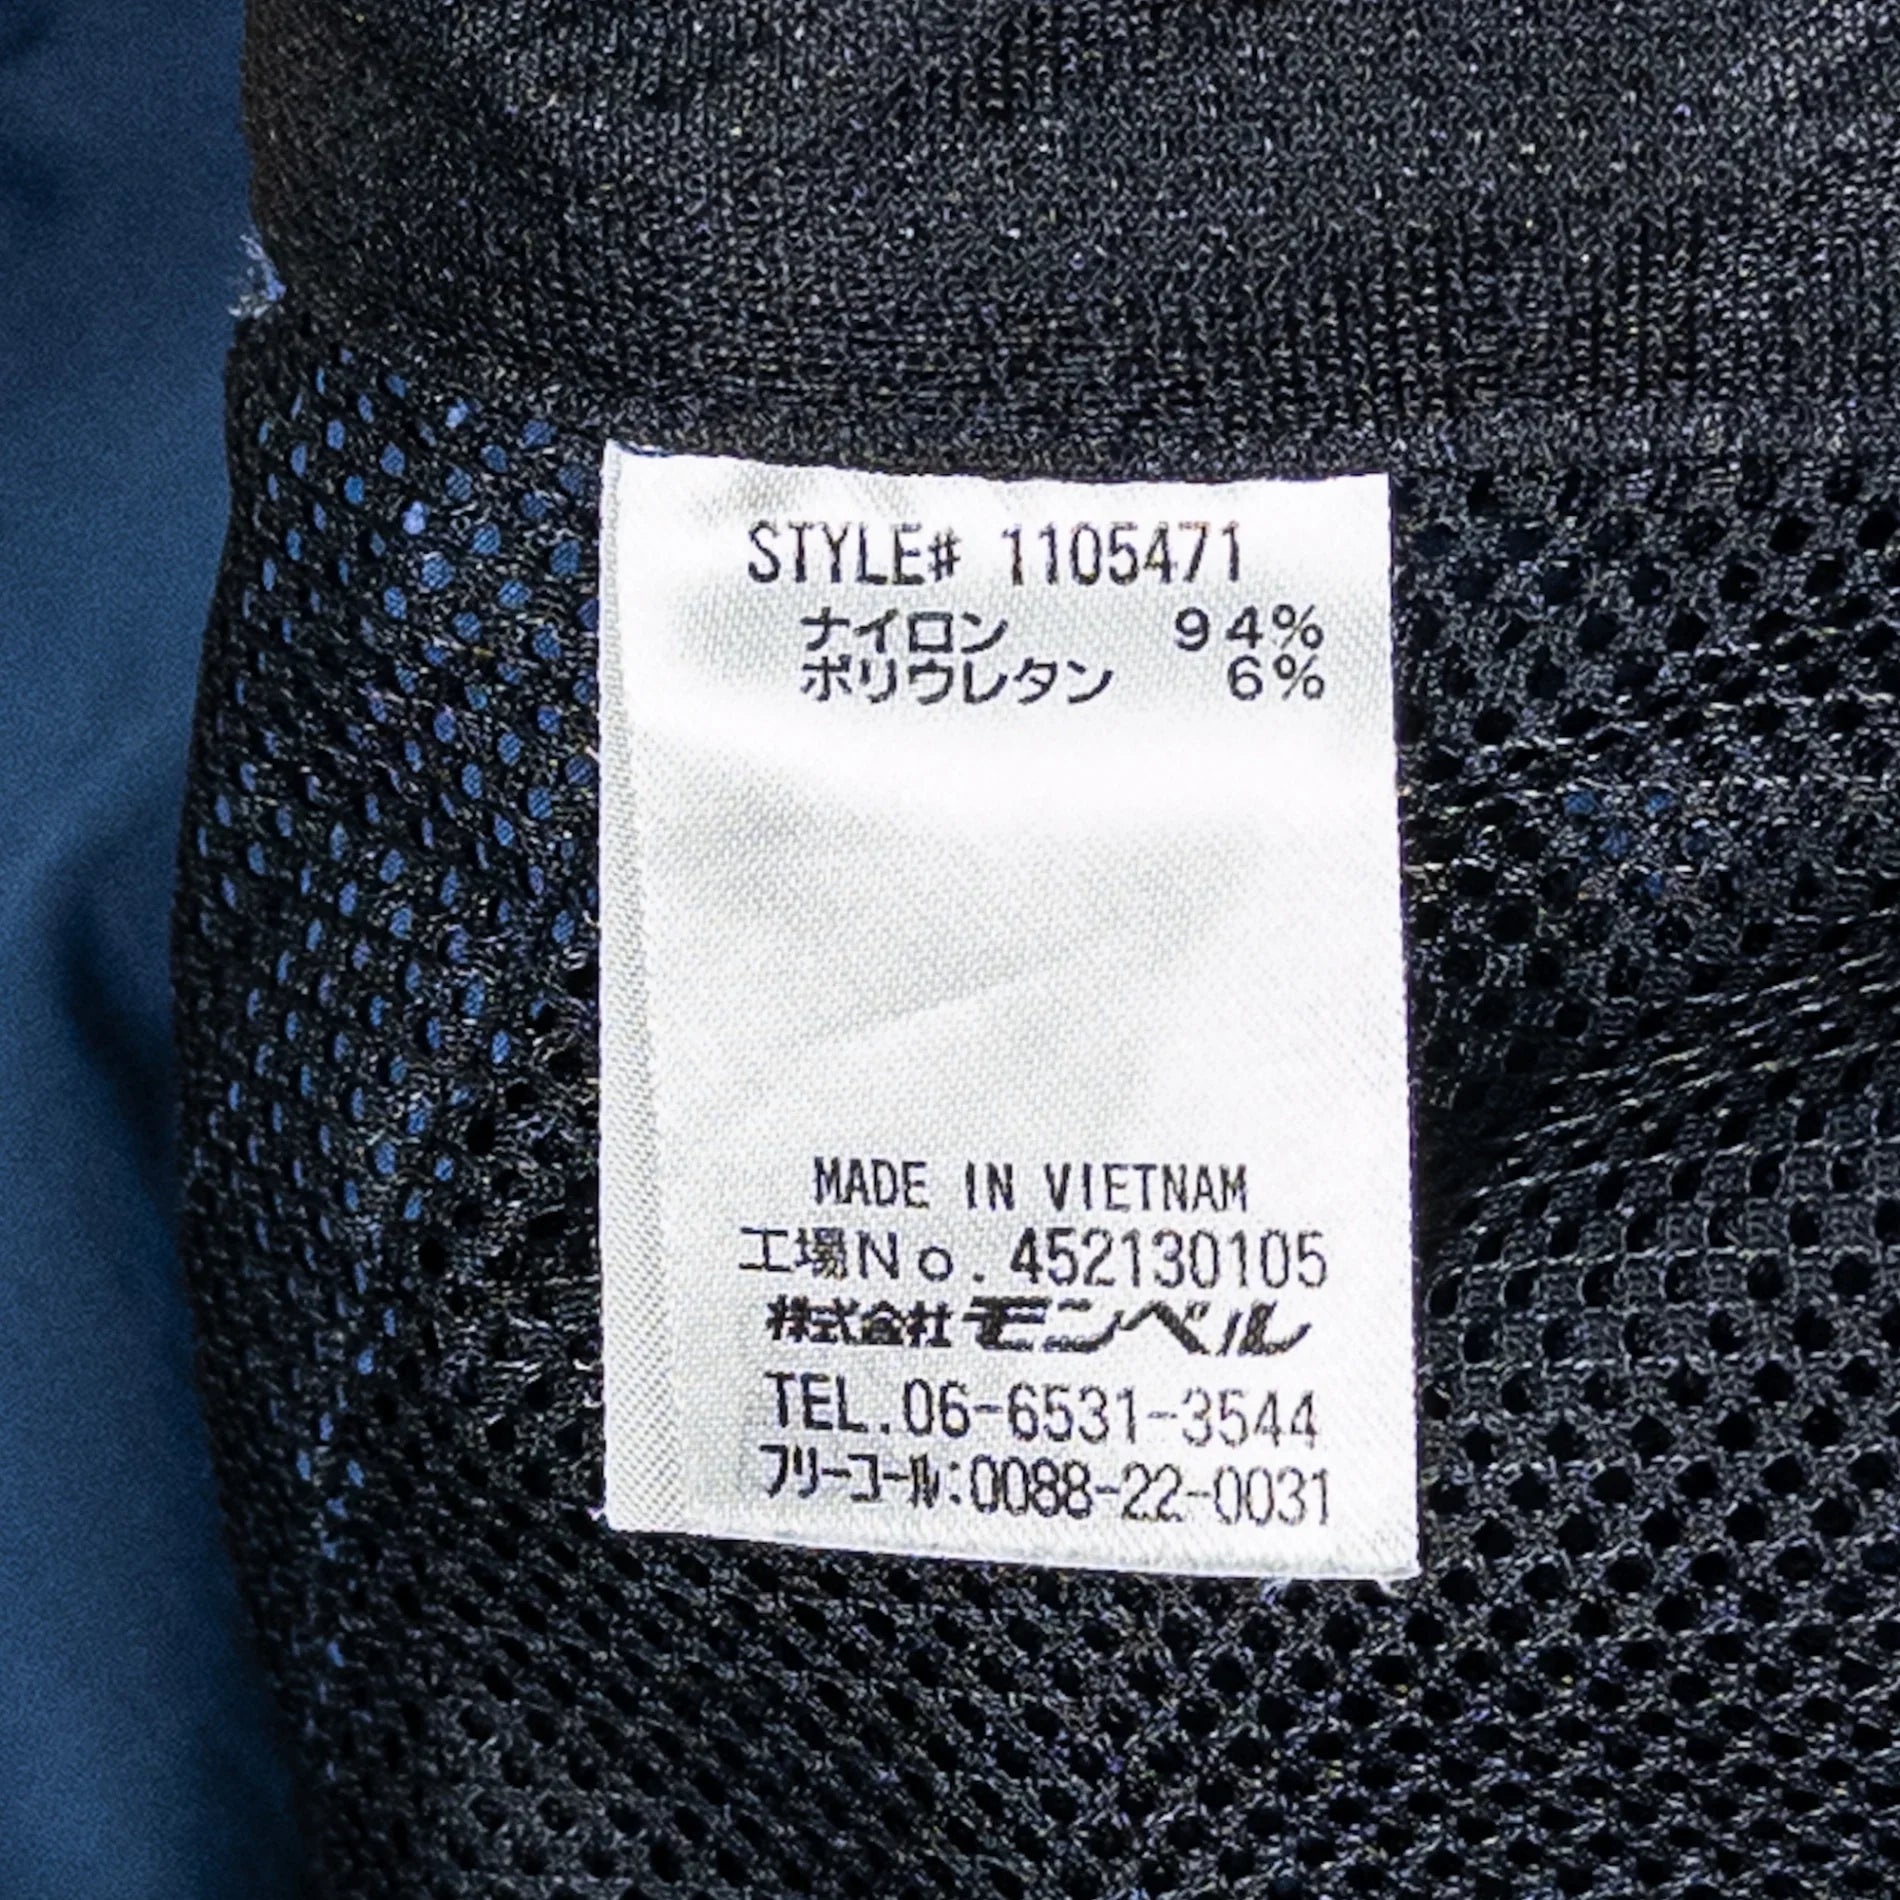 STYLE# 1105471
ナイロン 94%
ポリウレタン 6%
MADE IN VIETNAM
工場No.452130105
株式会社モンベル
TEL.06-6531-3544
フリーコール:0088-22-0031